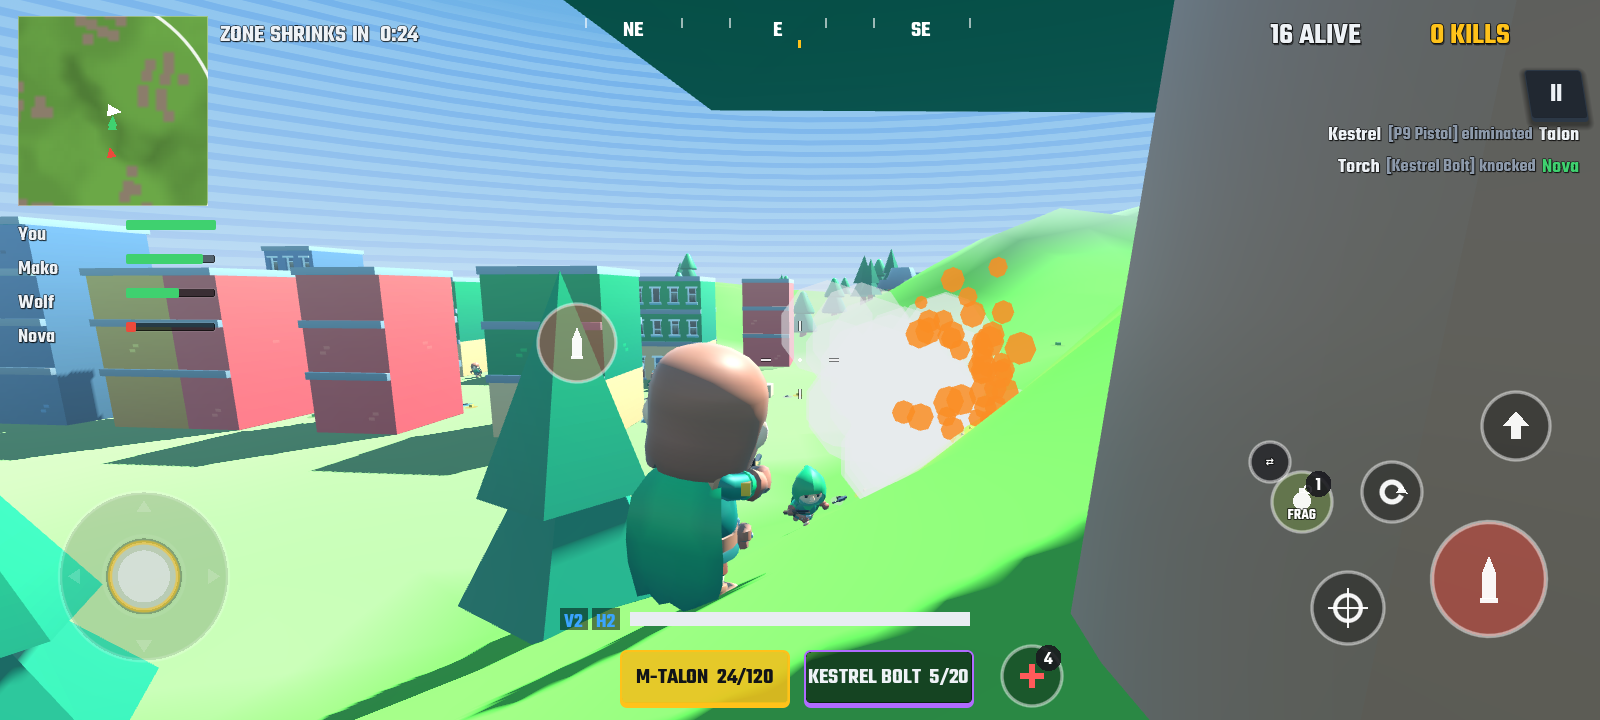 ZONE SHRINKS IN 0:24
NE E SE
16 ALIVE 0 KILLS
Kestrel [P9 Pistol] eliminated Talon
Torch [Kestrel Bolt] knocked Nova
You
Mako
Wolf
Nova
1
FRAG
V2 H2
M-TALON 24/120
KESTREL BOLT 5/20
4